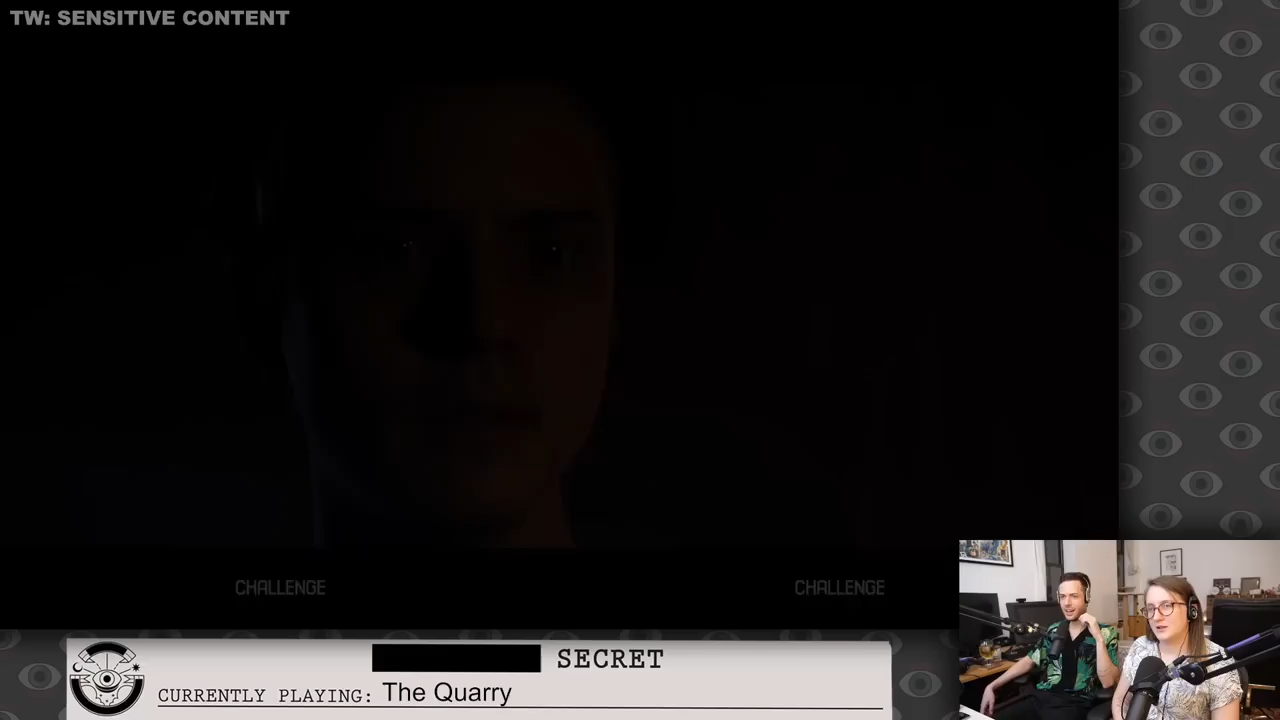 TW: SENSITIVE CONTENT
CHALLENGE CHALLENGE
SECRET
CURRENTLY PLAYING: The Quarry